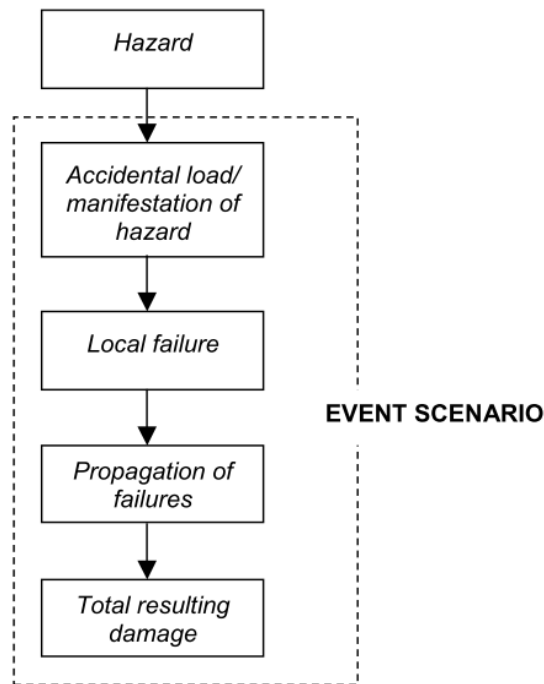 Hazard
Accidental load/
manifestation of
hazard
Local failure
EVENT SCENARIO
Propagation of
failures
Total resulting
damage